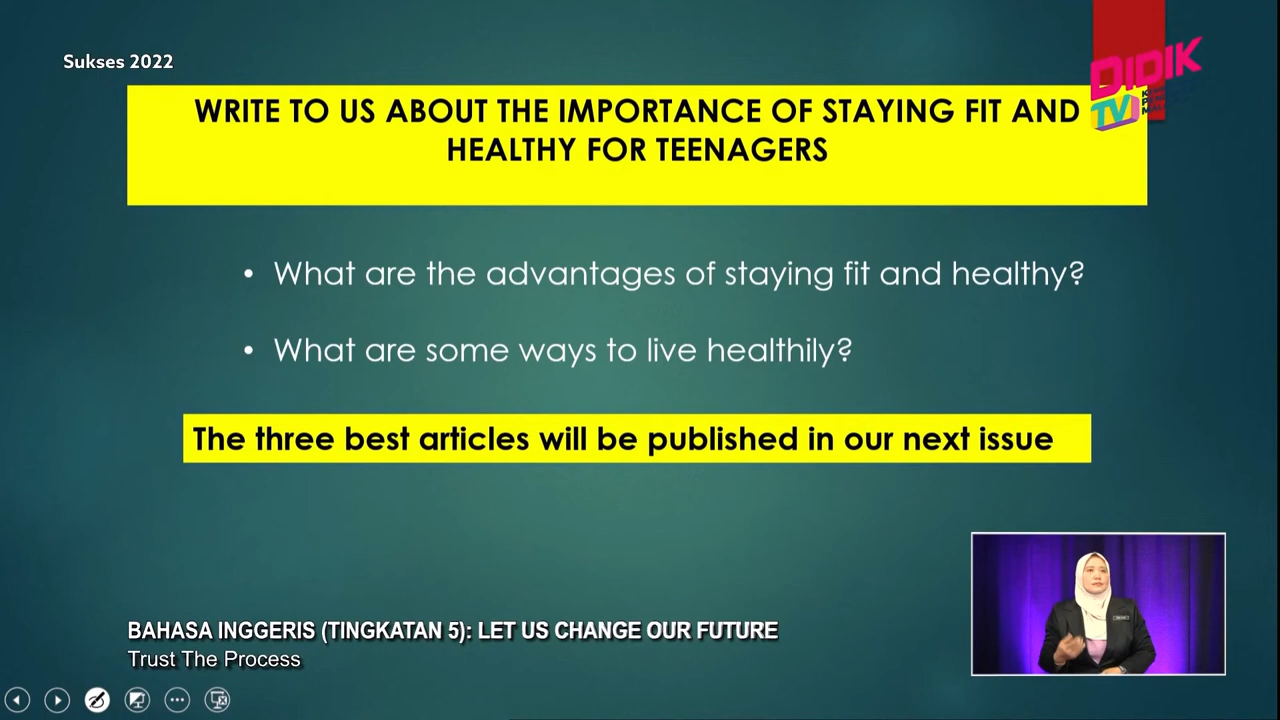 Sukses 2022
DIDIK
TV
WRITE TO US ABOUT THE IMPORTANCE OF STAYING FIT AND
HEALTHY FOR TEENAGERS
• What are the advantages of staying fit and healthy?
• What are some ways to live healthily?
The three best articles will be published in our next issue
BAHASA INGGERIS (TINGKATAN 5): LET US CHANGE OUR FUTURE
Trust The Process